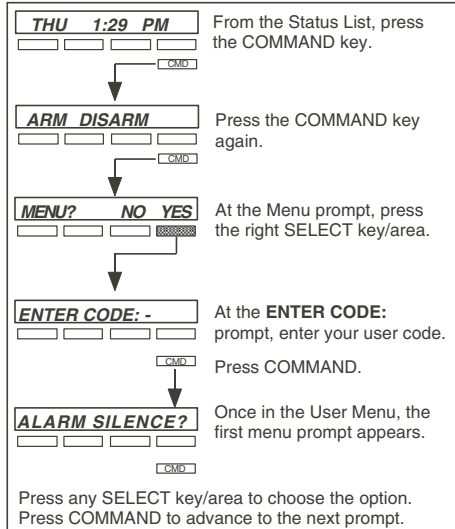 THU 1:29 PM
From the Status List, press
the COMMAND key.
CMD
ARM DISARM
Press the COMMAND key
again.
CMD
MENU? NO YES
At the Menu prompt, press
the right SELECT key/area.
ENTER CODE: -
At the ENTER CODE:
prompt, enter your user code.
CMD
Press COMMAND.
ALARM SILENCE?
Once in the User Menu, the
first menu prompt appears.
CMD
Press any SELECT key/area to choose the option.
Press COMMAND to advance to the next prompt.